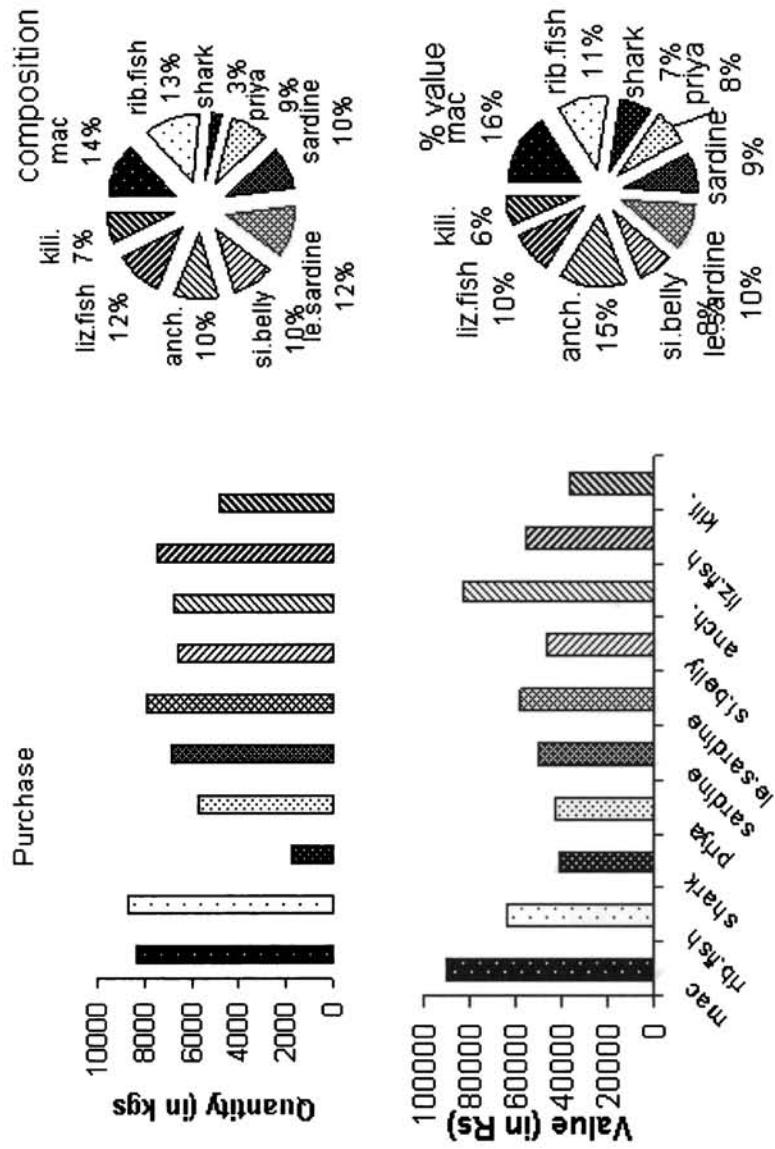 Purchase
Quantity (in kgs
10000
8000
6000
4000
2000
0
composition
mac
14%
rib.fish
13%
shark
3%
priya
9%
sardine
10%
le.sardine
12%
si.belly
10%
anch.
10%
liz.fish
12%
kili.
7%
Value (in Rs)
100000
80000
60000
40000
20000
0
mac
rib.fish
shark
priya
sardine
le.sardine
si.belly
anch.
liz.fish
kili.
% value
mac
16%
rib.fish
11%
shark
7%
priya
8%
sardine
9%
le.sardine
10%
si.belly
8%
anch.
15%
liz.fish
10%
kili.
6%